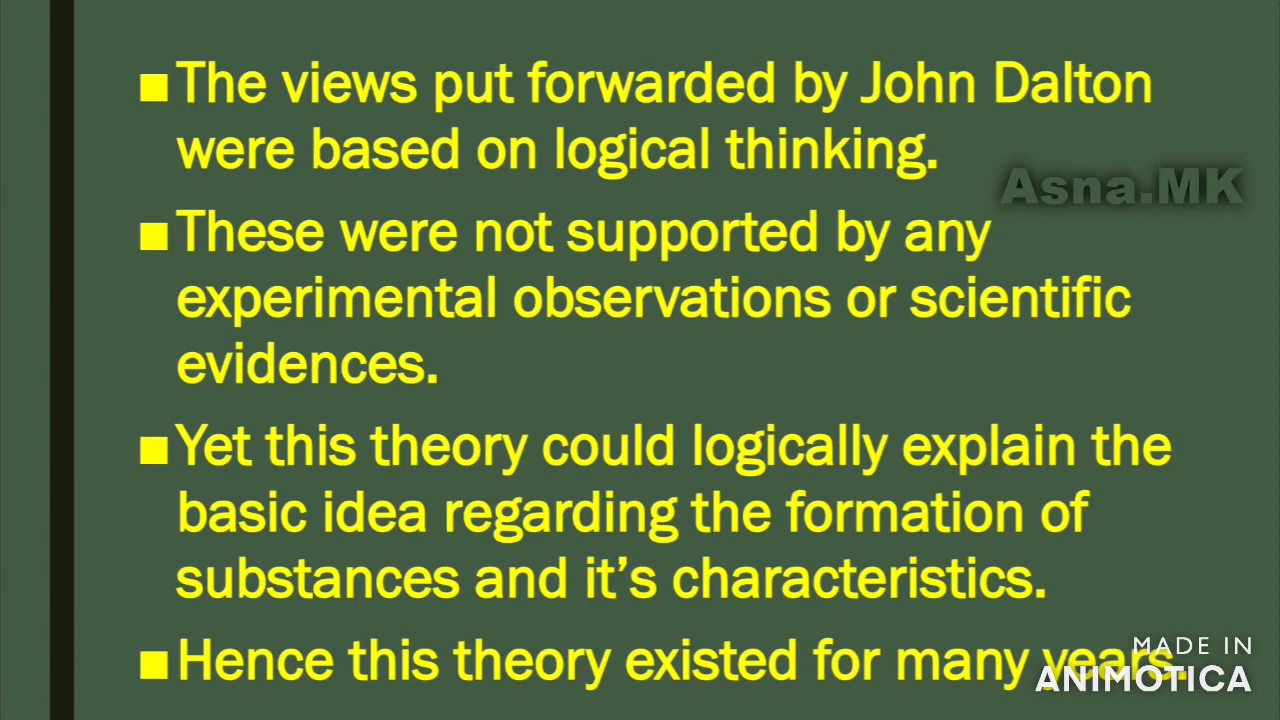 ■The views put forwarded by John Dalton
were based on logical thinking.
Asna.MK
■These were not supported by any
experimental observations or scientific
evidences.
■Yet this theory could logically explain the
basic idea regarding the formation of
substances and it's characteristics.
■Hence this theory existed for many years.
MADE IN
ANIMOTICA